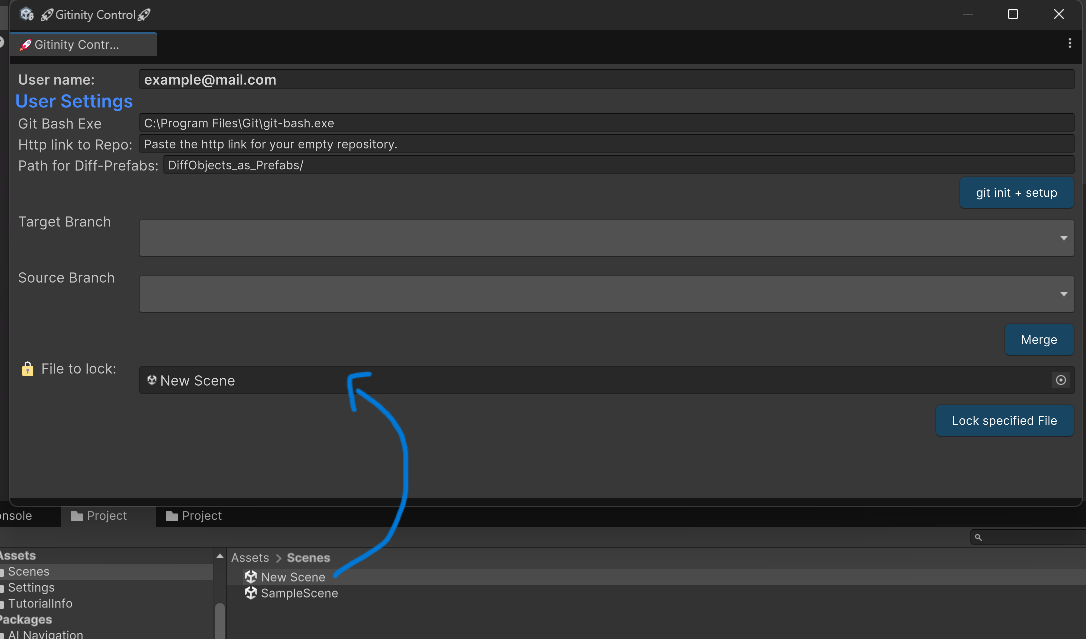 🚀Gitinity Control🚀
🚀 Gitinity Contr...
User name: example@mail.com
User Settings
Git Bash Exe C:\Program Files\Git\git-bash.exe
Http link to Repo: Paste the http link for your empty repository.
Path for Diff-Prefabs: DiffObjects_as_Prefabs/
git init + setup
Target Branch
Source Branch
Merge
🔒 File to lock:
New Scene
Lock specified File
onsole Project Project
Assets
Scenes
Settings
TutorialInfo
Packages
AI Navigation
Assets > Scenes
New Scene
SampleScene